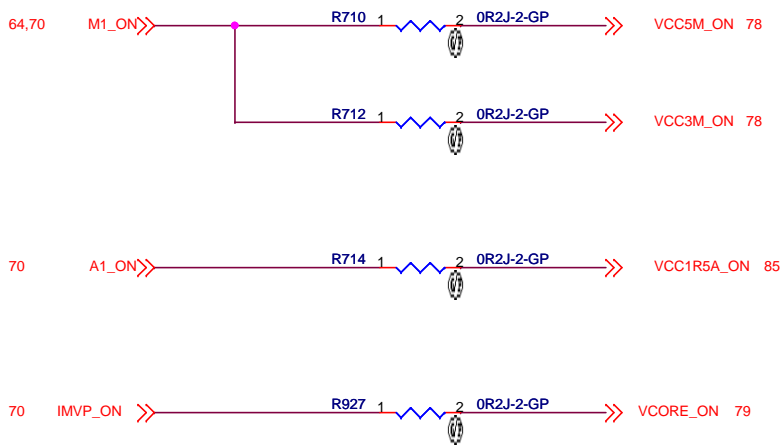 64,70 M1_ON R710 1 2 0R2J-2-GP VCC5M_ON 78
R712 1 2 0R2J-2-GP VCC3M_ON 78
70 A1_ON R714 1 2 0R2J-2-GP VCC1R5A_ON 85
70 IMVP_ON R927 1 2 0R2J-2-GP VCORE_ON 79